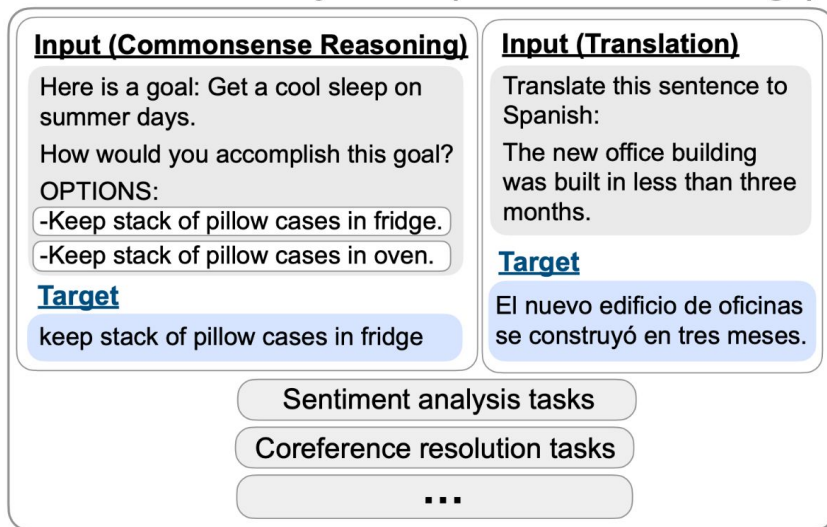 Input (Commonsense Reasoning)
Here is a goal: Get a cool sleep on
summer days.
How would you accomplish this goal?
OPTIONS:
-Keep stack of pillow cases in fridge.
-Keep stack of pillow cases in oven.
Target
keep stack of pillow cases in fridge
Input (Translation)
Translate this sentence to
Spanish:
The new office building
was built in less than three
months.
Target
El nuevo edificio de oficinas
se construyó en tres meses.
Sentiment analysis tasks
Coreference resolution tasks
...